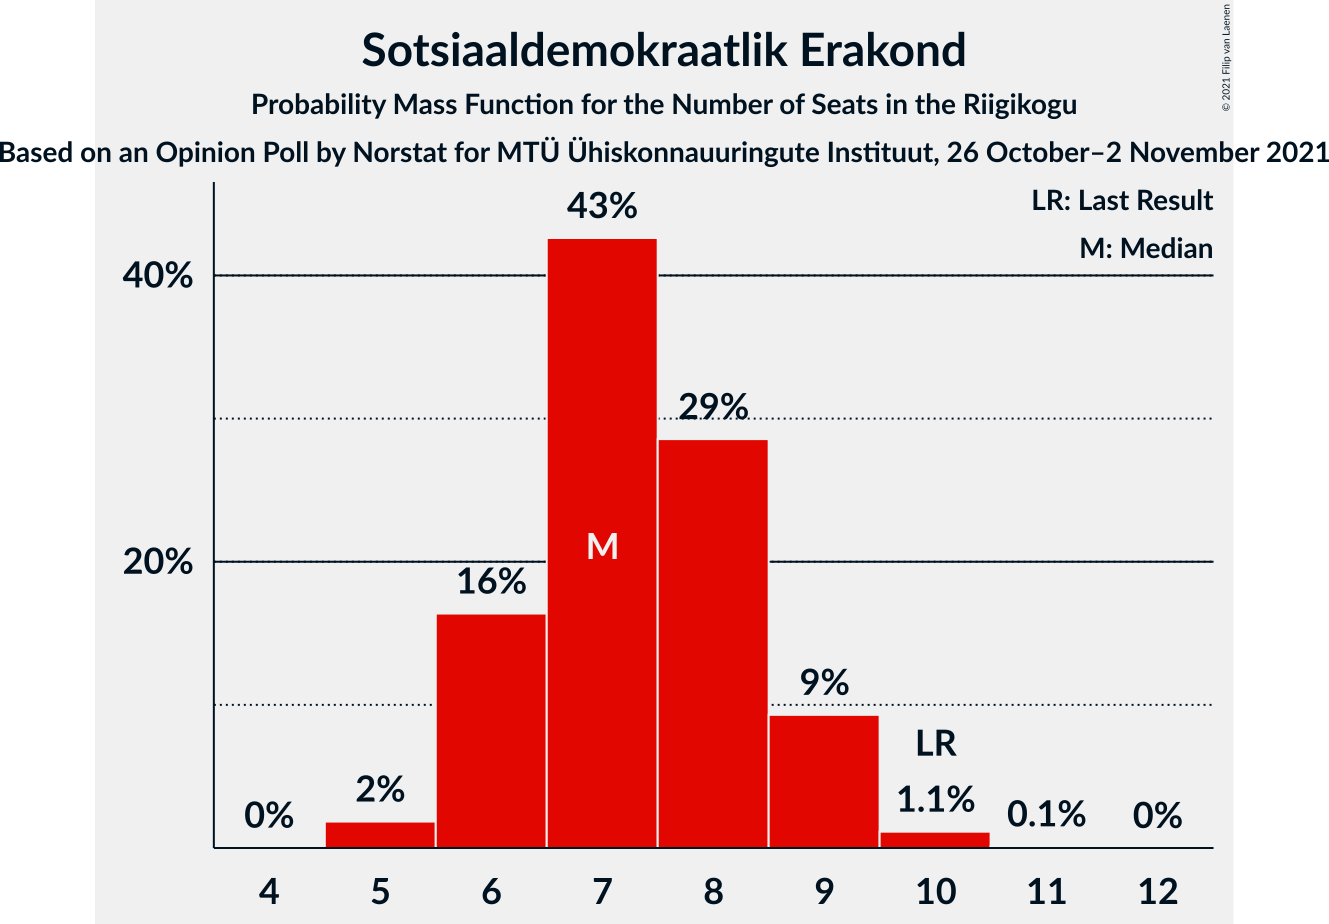 Sotsiaaldemokraatlik Erakond
Probability Mass Function for the Number of Seats in the Riigikogu
Based on an Opinion Poll by Norstat for MTÜ Ühiskonnauuringute Instituut, 26 October–2 November 2021
© 2021 Filip van Laenen
LR: Last Result
M: Median
43%
40%
29%
M
20%
16%
9%
LR
2%
1.1%
0%
0.1%
0%
4 5 6 7 8 9 10 11 12